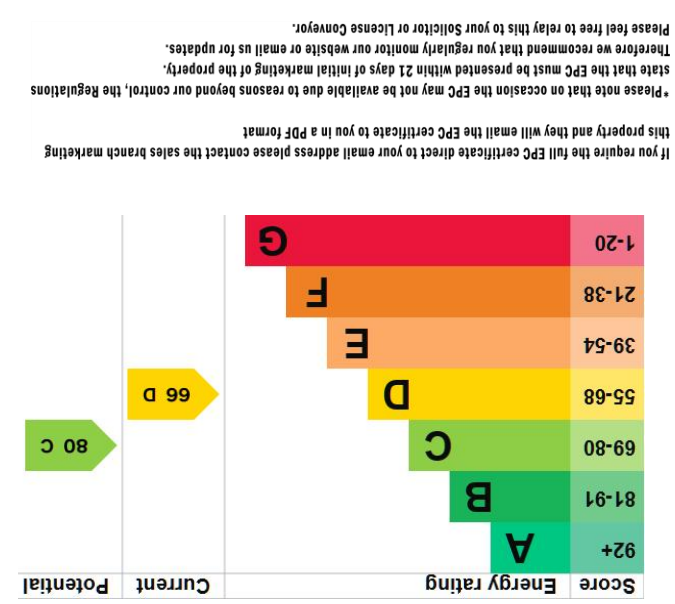 Score Energy rating Current Potential
92+ A
81-91 B
69-80 C 80 C
55-68 D 66 D
39-54 E
21-38 F
1-20 G
If you require the full EPC certificate direct to your email address please contact the sales branch marketing
this property and they will email the EPC certificate to you in a PDF format
*Please note that on occasion the EPC may not be available due to reasons beyond our control, the Regulations
state that the EPC must be presented within 21 days of initial marketing of the property.
Therefore we recommend that you regularly monitor our website or email us for updates.
Please feel free to relay this to your Solicitor or License Conveyor.